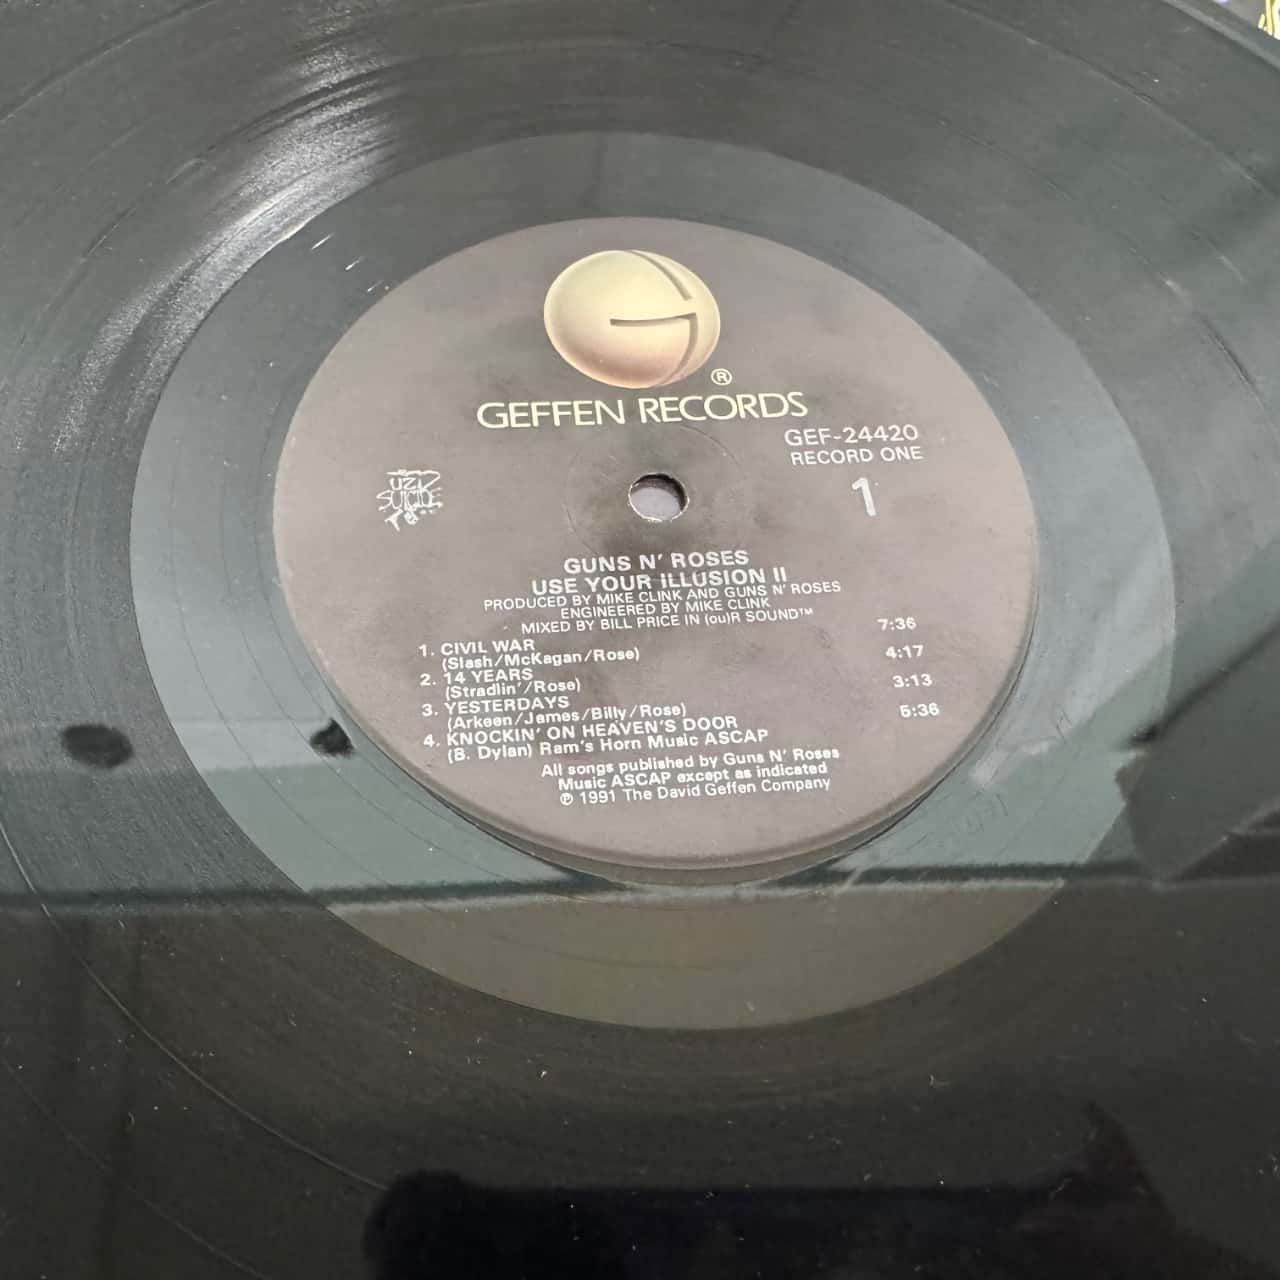 ®
GEFFEN RECORDS
GEF-24420
RECORD ONE
1
UZI
SUICIDE
GUNS N' ROSES
USE YOUR ILLUSION II
PRODUCED BY MIKE CLINK AND GUNS N' ROSES
ENGINEERED BY MIKE CLINK
MIXED BY BILL PRICE IN (ou)R SOUND™
1. CIVIL WAR 7:36
(Slash/McKagan/Rose)
2. 14 YEARS 4:17
(Stradlin'/Rose)
3. YESTERDAYS 3:13
(Arkeen/James/Billy/Rose)
4. KNOCKIN' ON HEAVEN'S DOOR 5:36
(B. Dylan) Ram's Horn Music ASCAP
All songs published by Guns N' Roses
Music ASCAP except as indicated
℗ 1991 The David Geffen Company